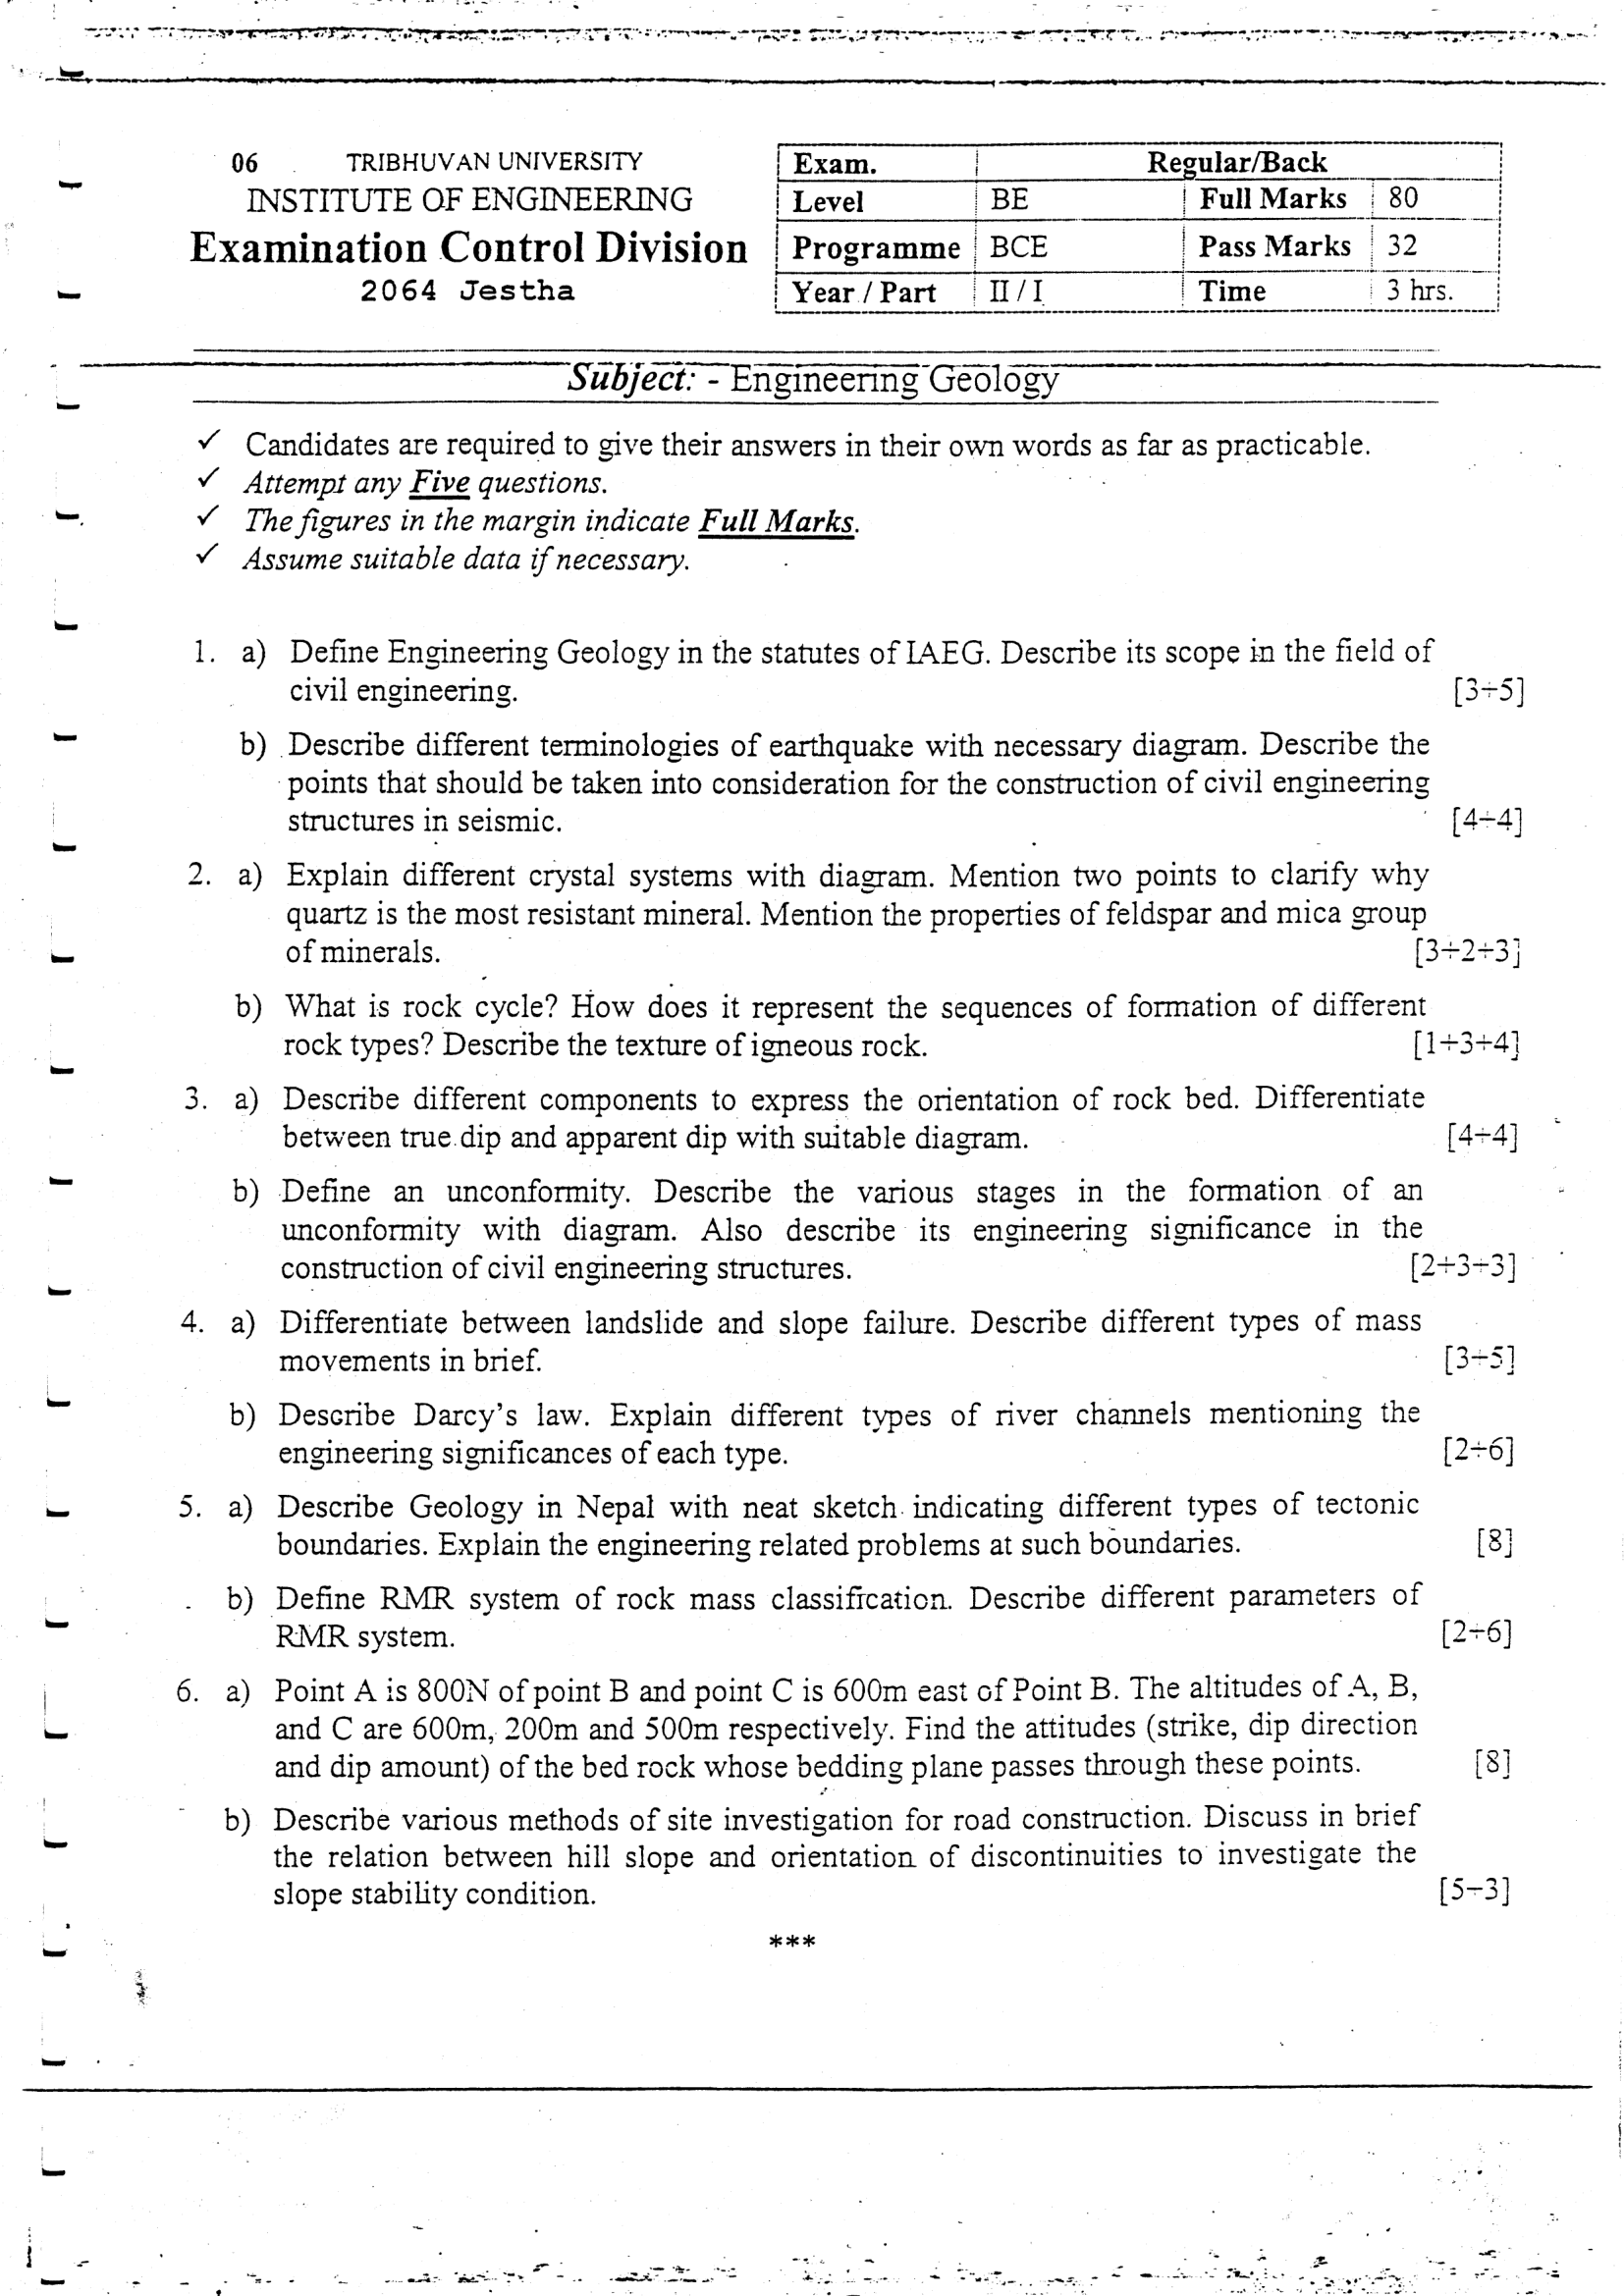 06 TRIBHUVAN UNIVERSITY
INSTITUTE OF ENGINEERING
Examination Control Division
2064 Jestha
Exam. Regular/Back
Level BE Full Marks 80
Programme BCE Pass Marks 32
Year / Part II / I Time 3 hrs.
Subject: - Engineering Geology
✓ Candidates are required to give their answers in their own words as far as practicable.
✓ Attempt any Five questions.
✓ The figures in the margin indicate Full Marks.
✓ Assume suitable data if necessary.
1. a) Define Engineering Geology in the statutes of IAEG. Describe its scope in the field of
civil engineering. [3+5]
b) Describe different terminologies of earthquake with necessary diagram. Describe the
points that should be taken into consideration for the construction of civil engineering
structures in seismic. [4+4]
2. a) Explain different crystal systems with diagram. Mention two points to clarify why
quartz is the most resistant mineral. Mention the properties of feldspar and mica group
of minerals. [3+2+3]
b) What is rock cycle? How does it represent the sequences of formation of different
rock types? Describe the texture of igneous rock. [1+3+4]
3. a) Describe different components to express the orientation of rock bed. Differentiate
between true dip and apparent dip with suitable diagram. [4+4]
b) Define an unconformity. Describe the various stages in the formation of an
unconformity with diagram. Also describe its engineering significance in the
construction of civil engineering structures. [2+3+3]
4. a) Differentiate between landslide and slope failure. Describe different types of mass
movements in brief. [3+5]
b) Describe Darcy's law. Explain different types of river channels mentioning the
engineering significances of each type. [2+6]
5. a) Describe Geology in Nepal with neat sketch indicating different types of tectonic
boundaries. Explain the engineering related problems at such boundaries. [8]
b) Define RMR system of rock mass classification. Describe different parameters of
RMR system. [2+6]
6. a) Point A is 800N of point B and point C is 600m east of Point B. The altitudes of A, B,
and C are 600m, 200m and 500m respectively. Find the attitudes (strike, dip direction
and dip amount) of the bed rock whose bedding plane passes through these points. [8]
b) Describe various methods of site investigation for road construction. Discuss in brief
the relation between hill slope and orientation of discontinuities to investigate the
slope stability condition. [5+3]
***